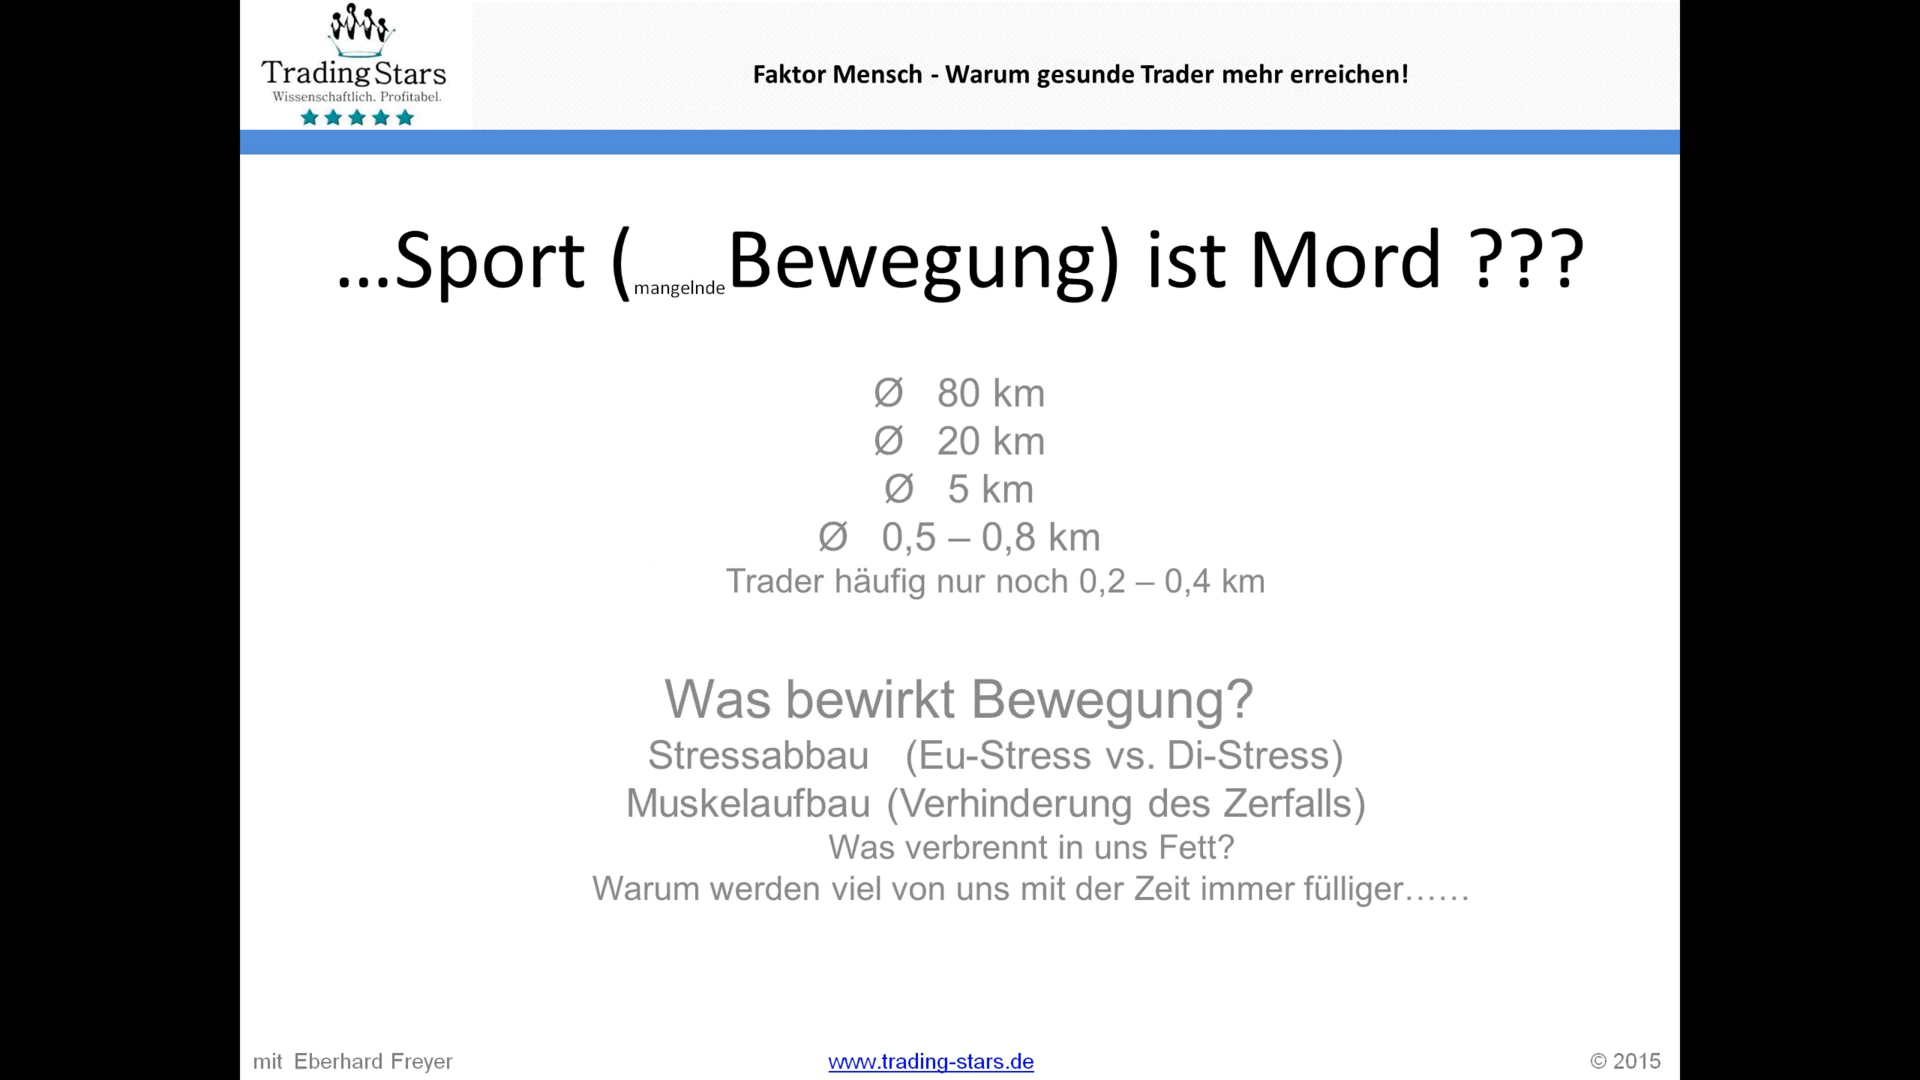 Trading Stars
Wissenschaftlich. Profitabel.
Faktor Mensch - Warum gesunde Trader mehr erreichen!
...Sport (mangelnde Bewegung) ist Mord ???
Ø 80 km
Ø 20 km
Ø 5 km
Ø 0,5 – 0,8 km
Trader häufig nur noch 0,2 – 0,4 km
Was bewirkt Bewegung?
Stressabbau (Eu-Stress vs. Di-Stress)
Muskelaufbau (Verhinderung des Zerfalls)
Was verbrennt in uns Fett?
Warum werden viel von uns mit der Zeit immer fülliger……
mit Eberhard Freyer
www.trading-stars.de
© 2015